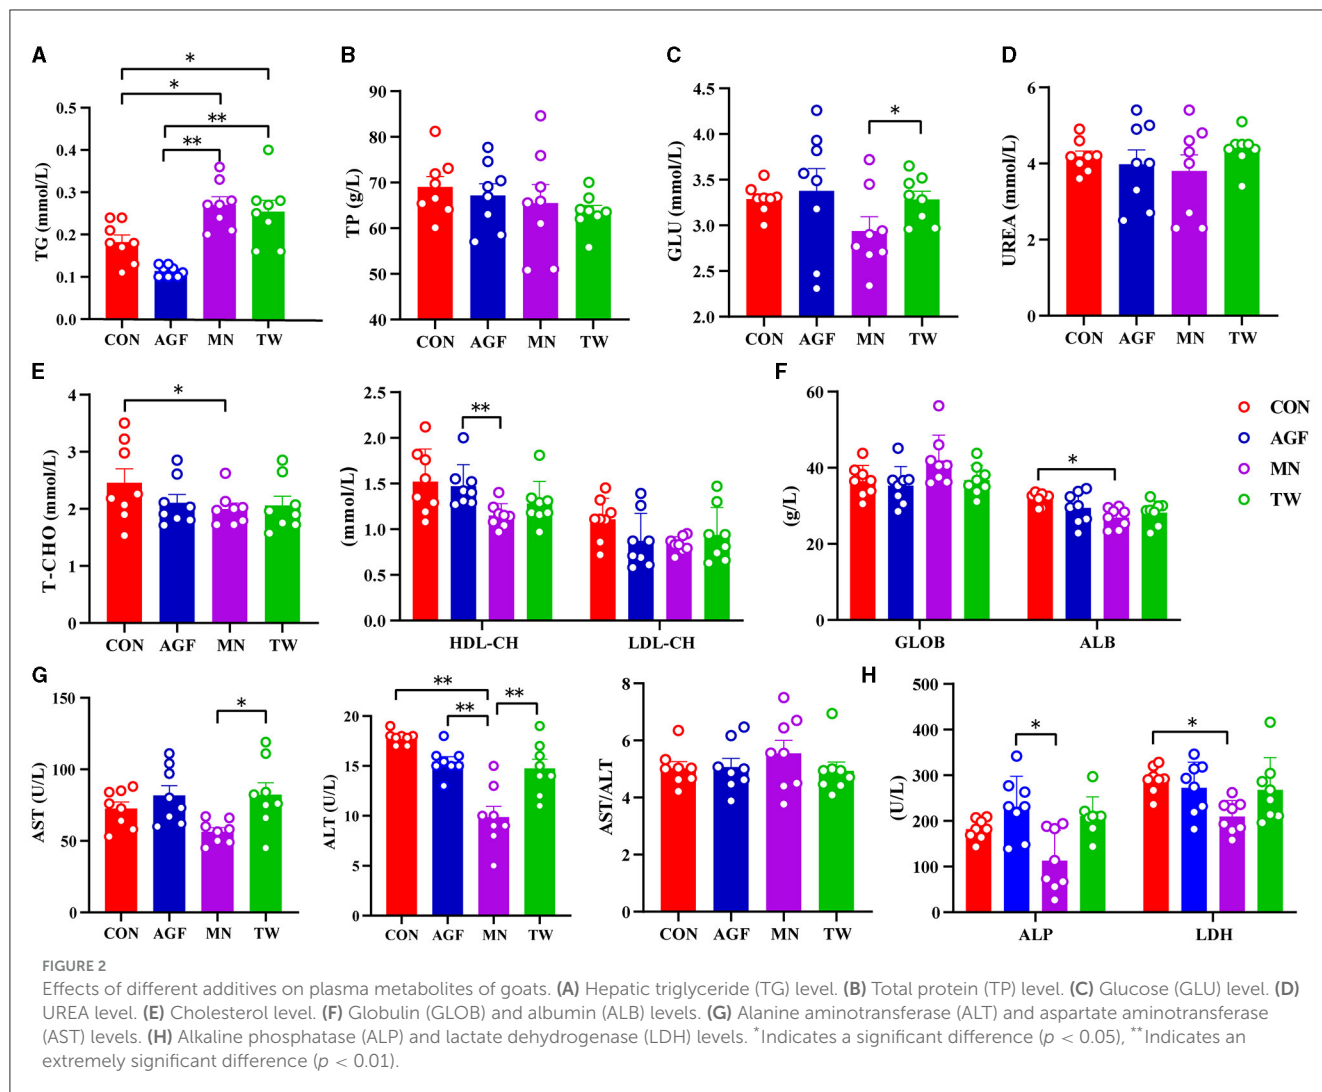 A
B
C
D
*
*
**
**
TG (mmol/L)
0.5
0.4
0.3
0.2
0.1
0.0
CON AGF MN TW
TP (g/L)
90
80
70
60
50
40
CON AGF MN TW
GLU (mmol/L)
4.5
4.0
3.5
3.0
2.5
2.0
*
CON AGF MN TW
UREA (mmol/L)
6
4
2
0
CON AGF MN TW
E
F
T-CHO (mmol/L)
4
3
2
1
0
*
CON AGF MN TW
(mmol/L)
2.5
2.0
1.5
1.0
0.5
0.0
**
HDL-CH LDL-CH
(g/L)
60
40
20
0
*
GLOB ALB
CON
AGF
MN
TW
G
H
AST (U/L)
150
100
50
0
*
CON AGF MN TW
ALT (U/L)
20
15
10
5
0
**
**
**
CON AGF MN TW
AST/ALT
8
6
4
2
0
CON AGF MN TW
(U/L)
500
400
300
200
100
0
*
*
ALP LDH
FIGURE 2
Effects of different additives on plasma metabolites of goats. (A) Hepatic triglyceride (TG) level. (B) Total protein (TP) level. (C) Glucose (GLU) level. (D)
UREA level. (E) Cholesterol level. (F) Globulin (GLOB) and albumin (ALB) levels. (G) Alanine aminotransferase (ALT) and aspartate aminotransferase
(AST) levels. (H) Alkaline phosphatase (ALP) and lactate dehydrogenase (LDH) levels. *Indicates a significant difference (p < 0.05), **Indicates an
extremely significant difference (p < 0.01).